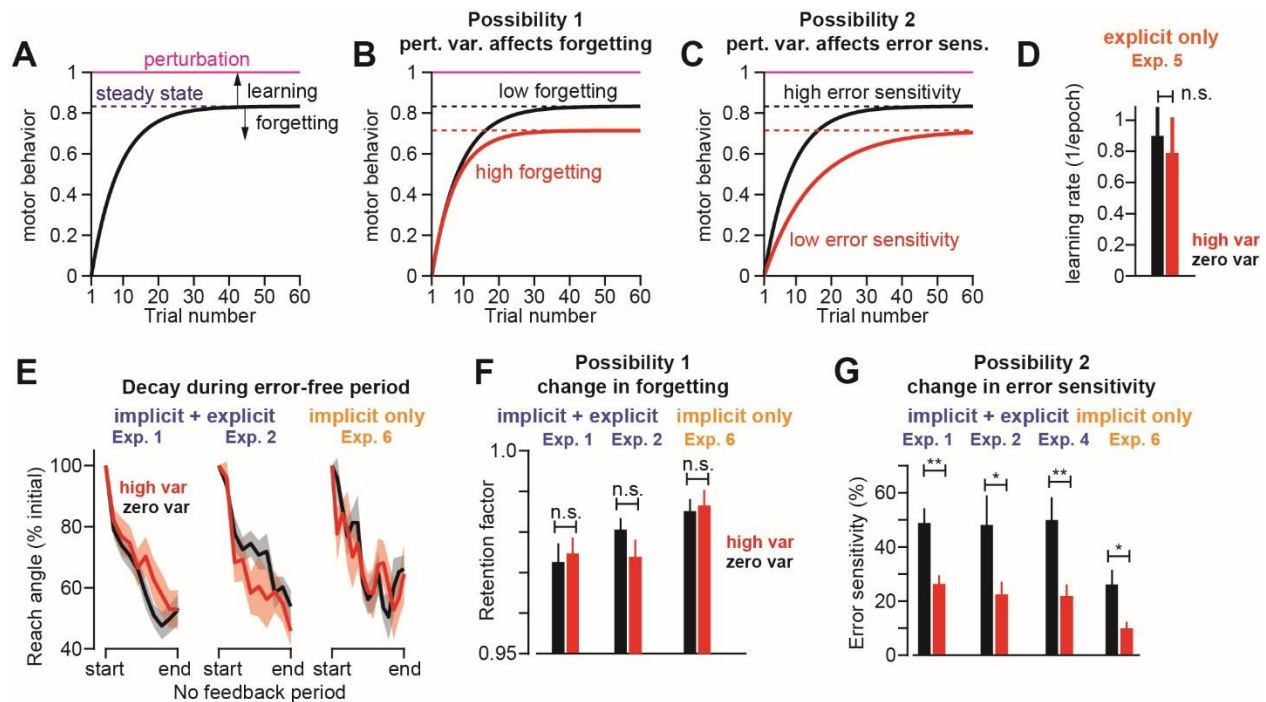 A
perturbation
1
steady state
learning
0.8
forgetting
0.6
0.4
0.2
0
motor behavior
1 10 20 30 40 50 60
Trial number
Possibility 1
B pert. var. affects forgetting
1
low forgetting
0.8
0.6
high forgetting
0.4
0.2
0
motor behavior
1 10 20 30 40 50 60
Trial number
Possibility 2
C pert. var. affects error sens.
1
high error sensitivity
0.8
0.6
0.4
low error sensitivity
0.2
0
motor behavior
1 10 20 30 40 50 60
Trial number
D
explicit only
Exp. 5
n.s.
1
0.8
0.6
0.4
0.2
0
learning rate (1/epoch)
high var
zero var
E
Decay during error-free period
implicit + explicit implicit only
Exp. 1 Exp. 2 Exp. 6
100
high var
zero var
80
60
40
Reach angle (% initial)
start end start end start end
No feedback period
F
Possibility 1
change in forgetting
implicit + explicit implicit only
Exp. 1 Exp. 2 Exp. 6
1.0
n.s. n.s. n.s.
high var
zero var
Retention factor
0.95
G
Possibility 2
change in error sensitivity
implicit + explicit implicit only
Exp. 1 Exp. 2 Exp. 4 Exp. 6
** * ** *
60
40
20
0
Error sensitivity (%)